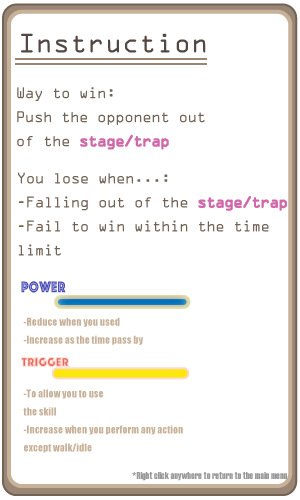 Instruction
Way to win:
Push the opponent out
of the stage/trap
You lose when...:
-Falling out of the stage/trap
-Fail to win within the time
limit
POWER
-Reduce when you used
-Increase as the time pass by
TRIGGER
-To allow you to use
the skill
-Increase when you perform any action
except walk/idle
*Right click anywhere to return to the main menu